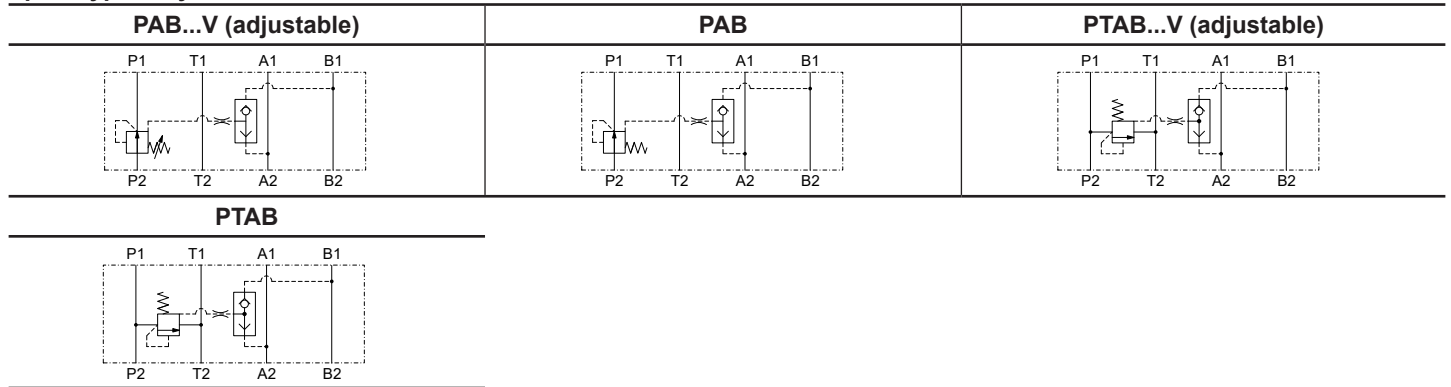 PAB...V (adjustable) PAB PTAB...V (adjustable)
P1 T1 A1 B1 P1 T1 A1 B1 P1 T1 A1 B1
P2 T2 A2 B2 P2 T2 A2 B2 P2 T2 A2 B2
PTAB
P1 T1 A1 B1
P2 T2 A2 B2